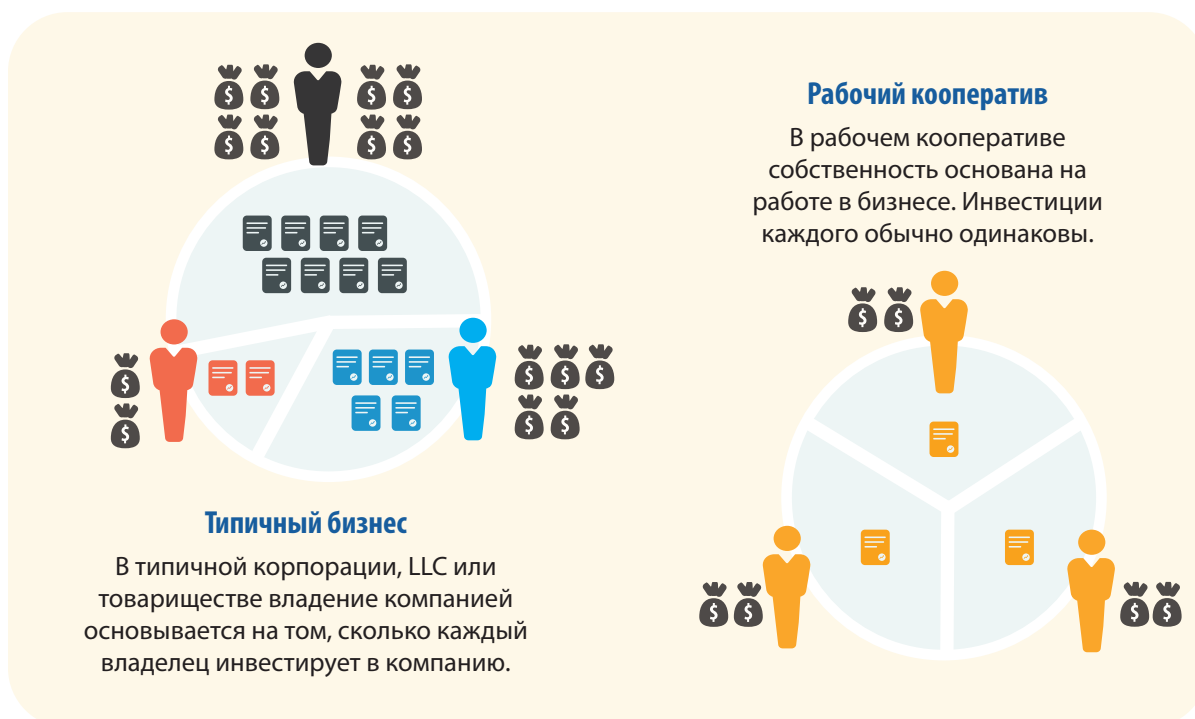 Типичный бизнес
В типичной корпорации, LLC или
товариществе владение компанией
основывается на том, сколько каждый
владелец инвестирует в компанию.
Рабочий кооператив
В рабочем кооперативе
собственность основана на
работе в бизнесе. Инвестиции
каждого обычно одинаковы.
$ $ $ $
$ $ $ $
$
$
$ $ $
$ $
$ $
$ $
$ $